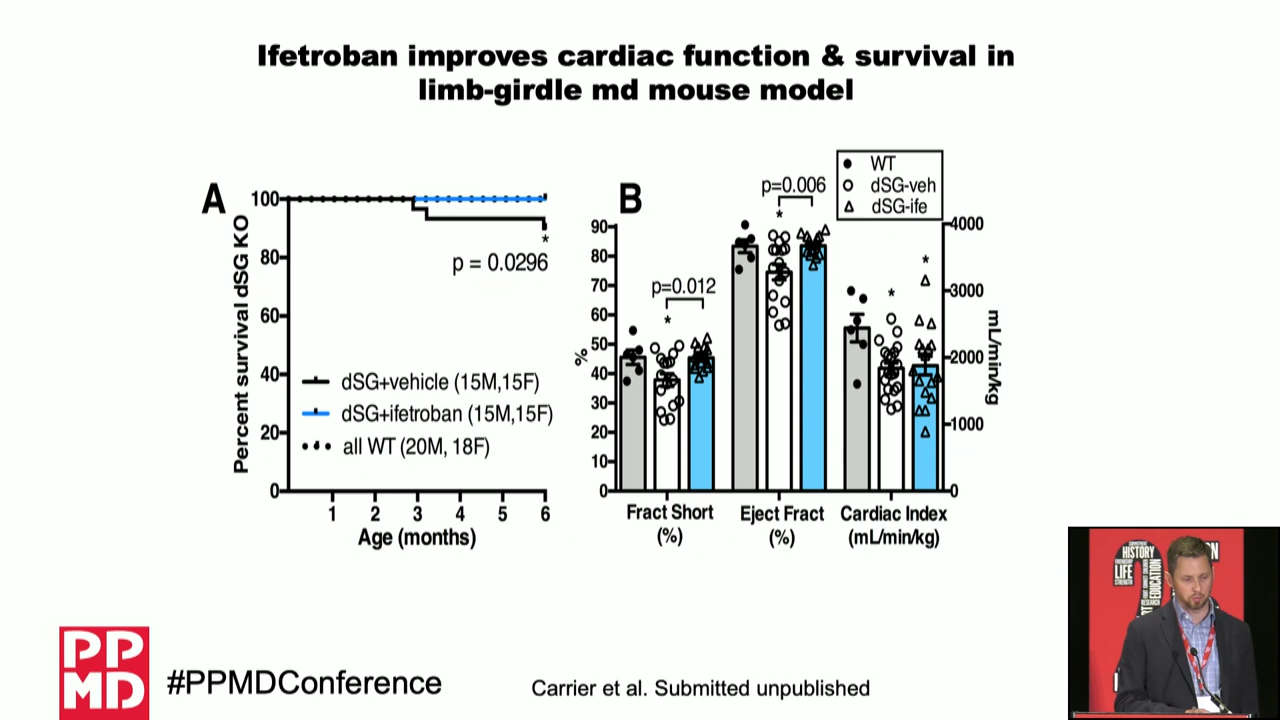 Ifetroban improves cardiac function & survival in
limb-girdle md mouse model
A
Percent survival dSG KO
100
80
60
40
20
0
1 2 3 4 5 6
Age (months)
*
p = 0.0296
dSG+vehicle (15M,15F)
dSG+ifetroban (15M,15F)
all WT (20M, 18F)
B
WT
dSG-veh
dSG-ife
%
90
80
70
60
50
40
30
20
10
0
p=0.012
*
p=0.006
*
*
*
4000
3000
2000
1000
0
mL/min/kg
Fract Short
(%)
Eject Fract
(%)
Cardiac Index
(mL/min/kg)
PP
MD
#PPMDConference
Carrier et al. Submitted unpublished
HISTORY
LIFE
EDUCATION